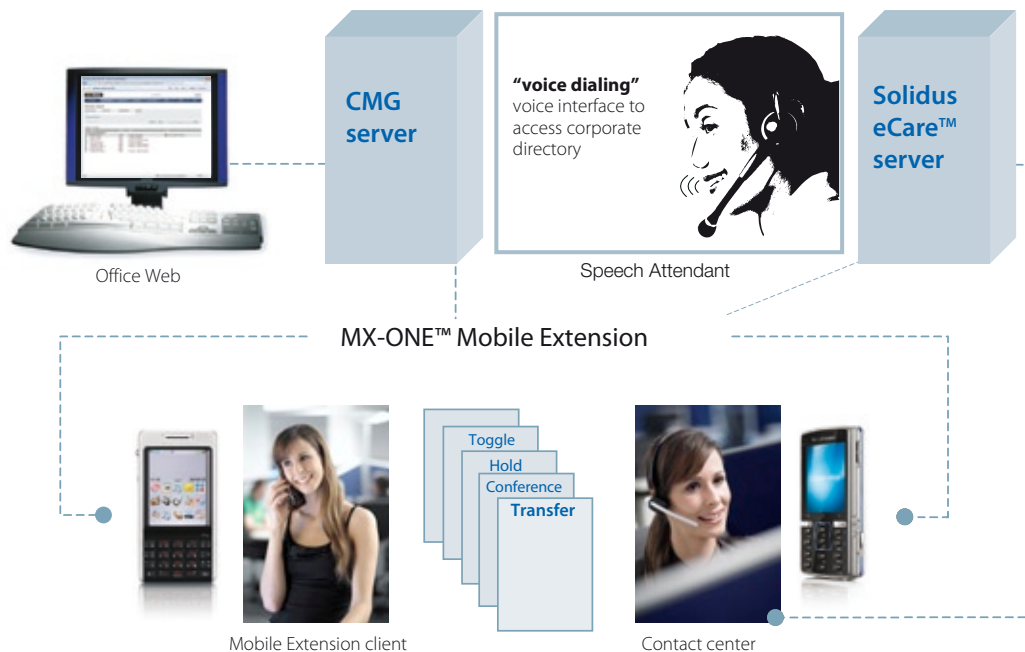 CMG
server
“voice dialing”
voice interface to
access corporate
directory
Solidus
eCare™
server
Office Web
Speech Attendant
MX-ONE™ Mobile Extension
Toggle
Hold
Conference
Transfer
Mobile Extension client
Contact center